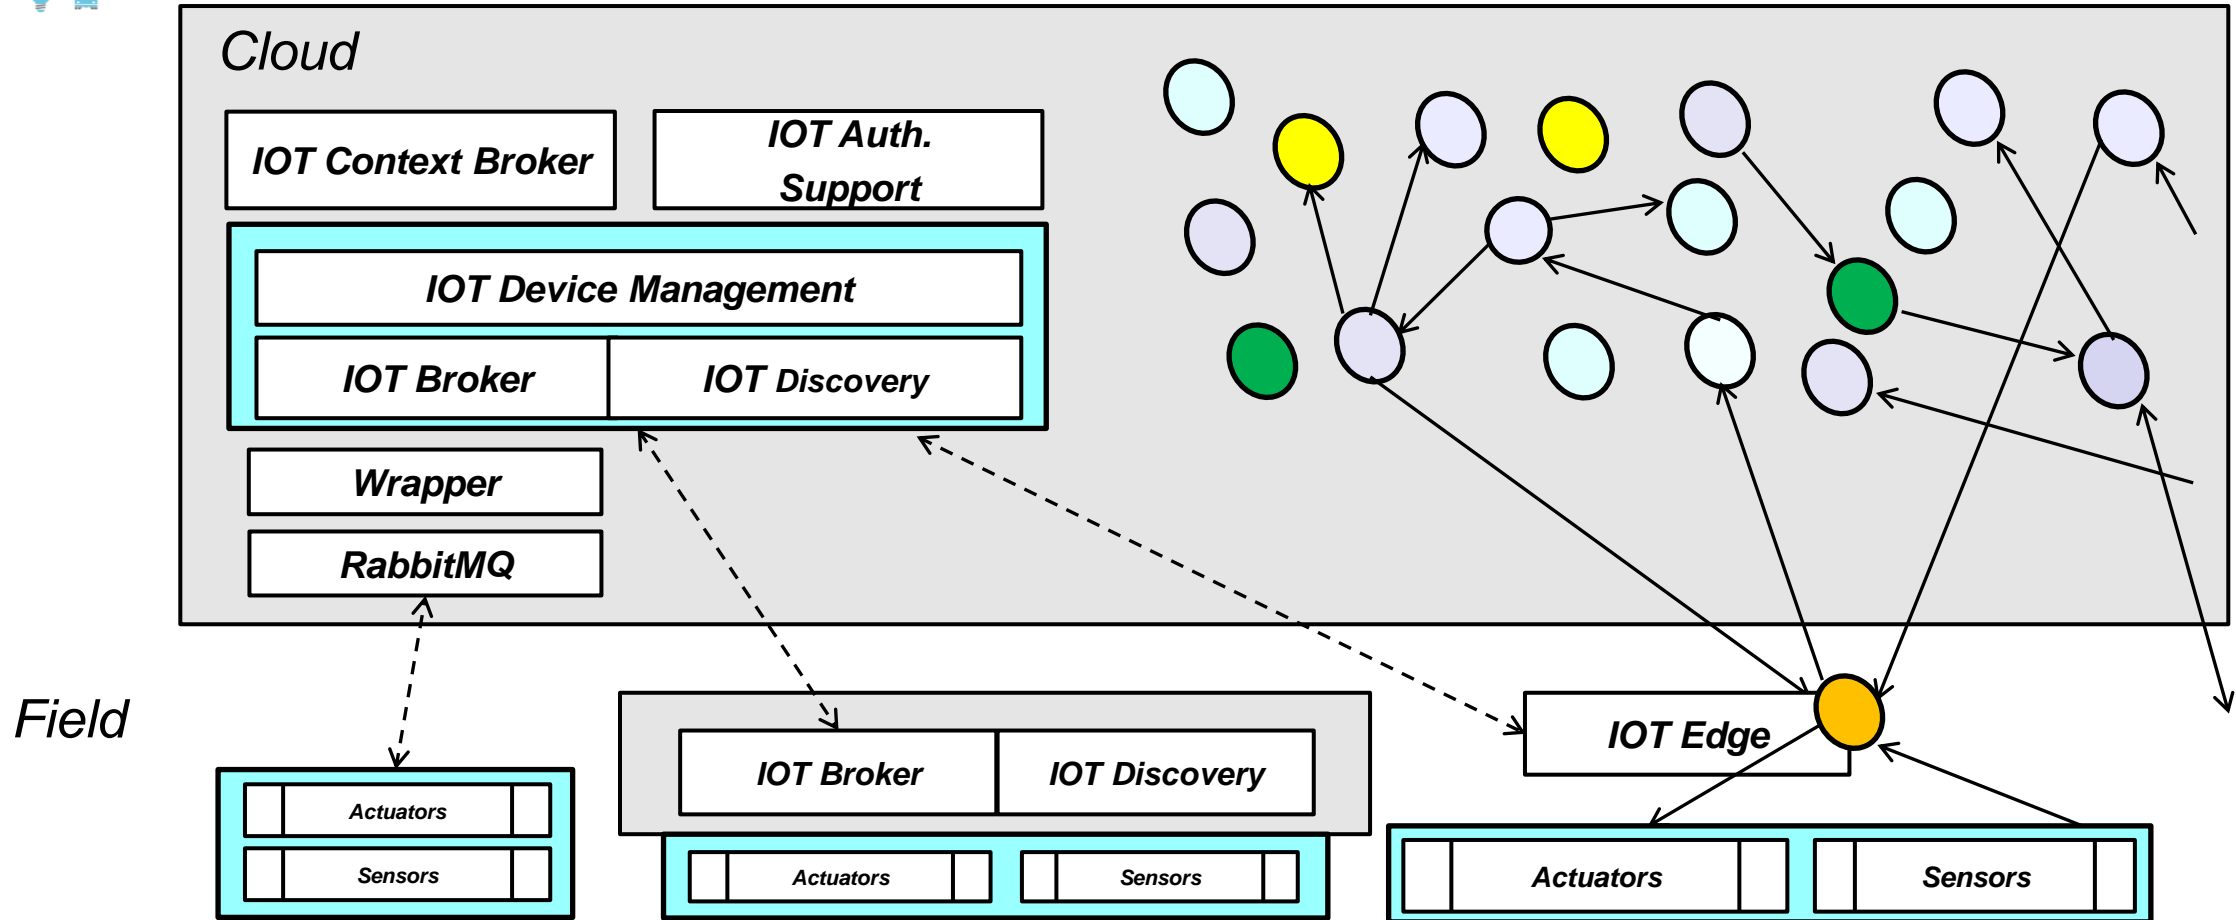 Cloud
IOT Context Broker
IOT Auth.
Support
IOT Device Management
IOT Broker
IOT Discovery
Wrapper
RabbitMQ
Field
IOT Broker
IOT Discovery
IOT Edge
Actuators
Sensors
Actuators
Sensors
Actuators
Sensors